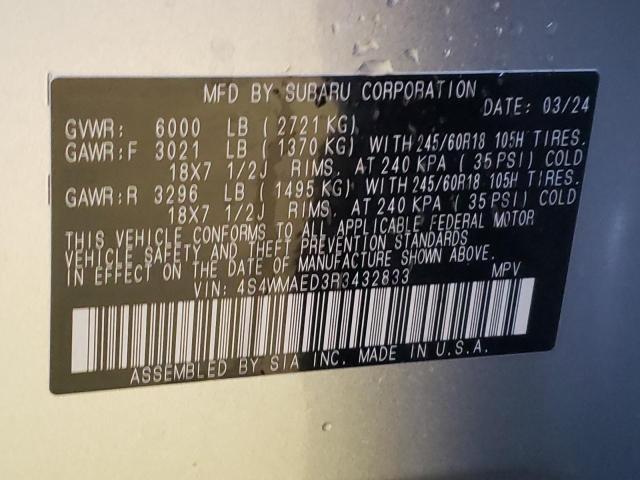 MFD BY SUBARU CORPORATION
DATE: 03/24
GVWR: 6000 LB (2721 KG)
GAWR:F 3021 LB (1370 KG) WITH 245/60R18 105H TIRES.
18X7 1/2J RIMS, AT 240 KPA (35 PSI) COLD
GAWR:R 3296 LB (1495 KG) WITH 245/60R18 105H TIRES.
18X7 1/2J RIMS, AT 240 KPA (35 PSI) COLD
THIS VEHICLE CONFORMS TO ALL APPLICABLE FEDERAL MOTOR
VEHICLE SAFETY AND THEFT PREVENTION STANDARDS
IN EFFECT ON THE DATE OF MANUFACTURE SHOWN ABOVE.
VIN: 4S4WMAED3R3432833 MPV
ASSEMBLED BY SIA INC. MADE IN U.S.A.